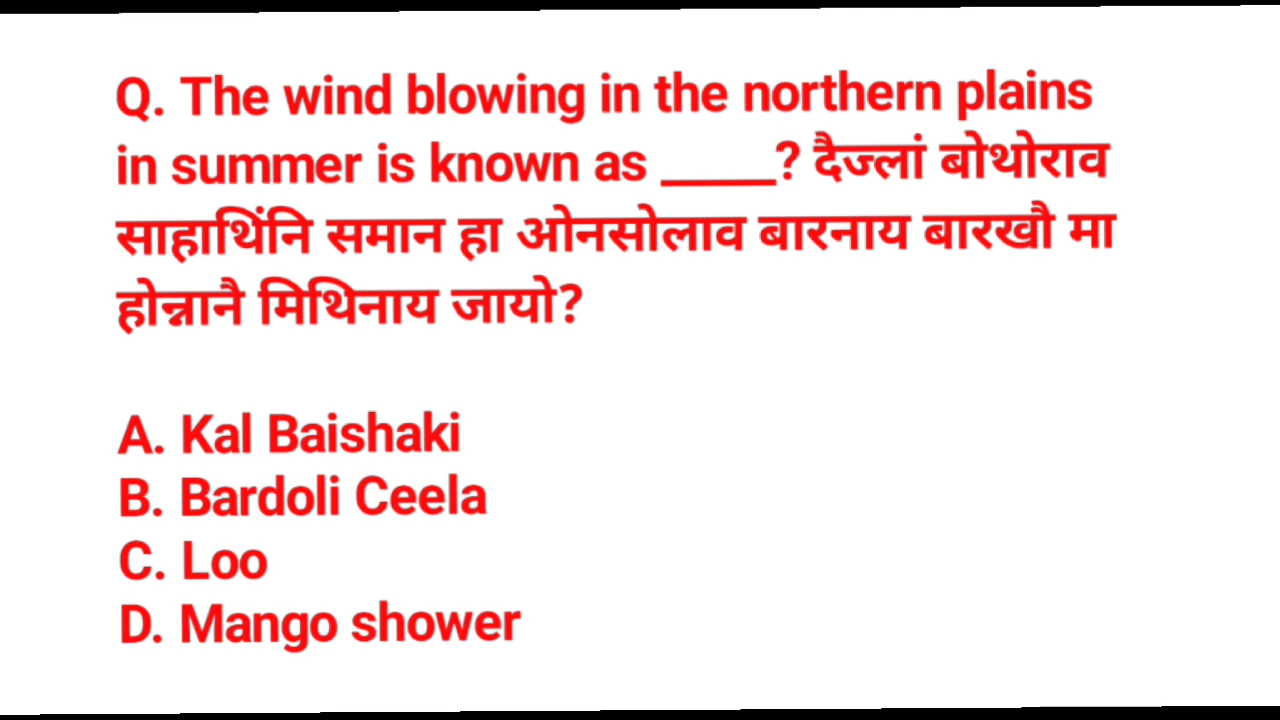 Q. The wind blowing in the northern plains
in summer is known as _____? दैज्लां बोथोराव
साहाथिंनि समान हा ओनसोलाव बारनाय बारखौ मा
होन्नानै मिथिनाय जायो?
A. Kal Baishaki
B. Bardoli Ceela
C. Loo
D. Mango shower